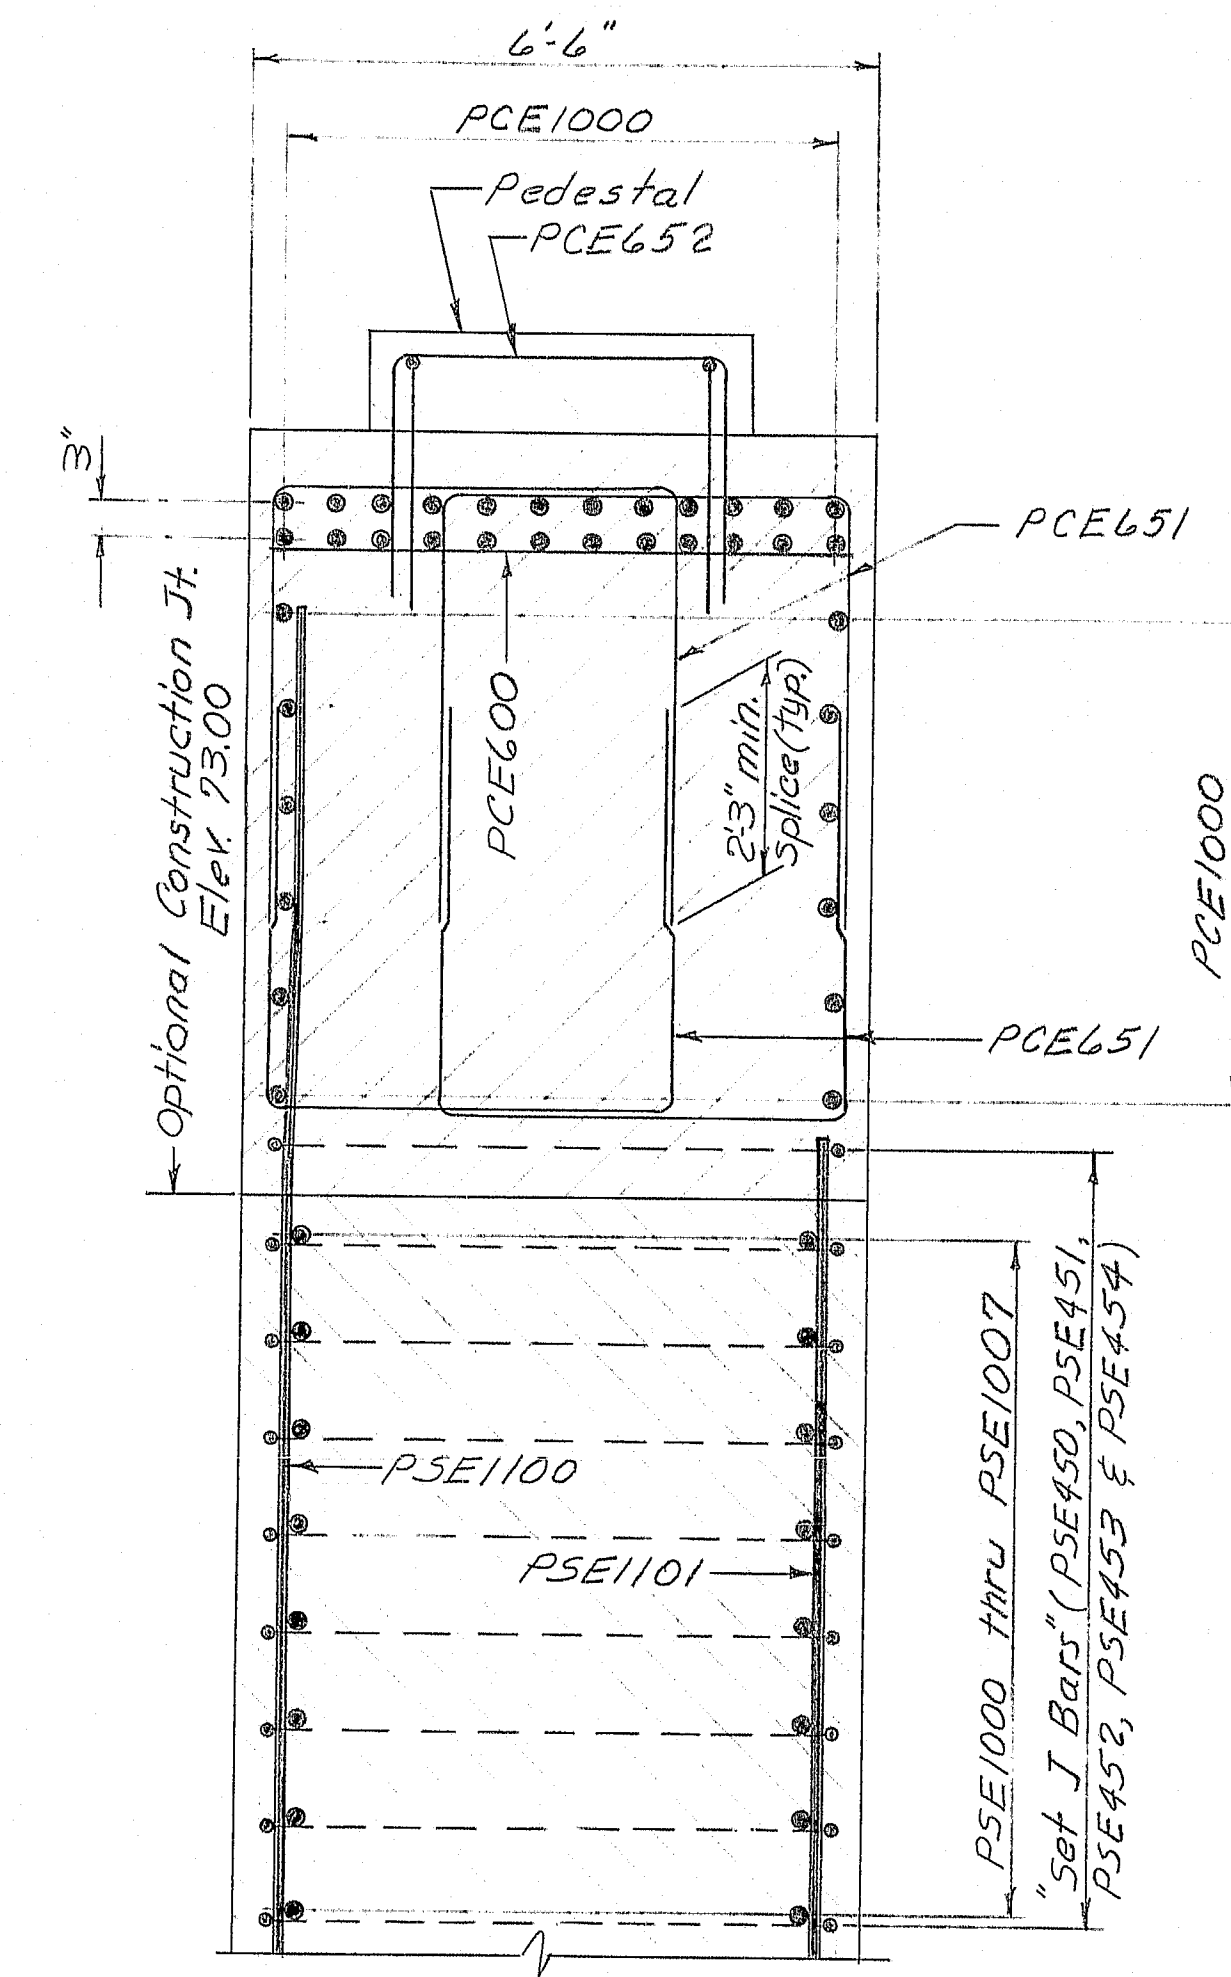 6'-6"
PCE1000
Pedestal
PCE652
3"
PCE651
Optional Construction Jt.
Elev. 73.00
PCE600
2'3" min.
Splice (typ.)
PCE1000
PCE651
PSE1100
PSE1101
PSE1000 thru PSE1007
"Set J Bars" (PSE450, PSE451,
PSE452, PSE453 & PSE454)